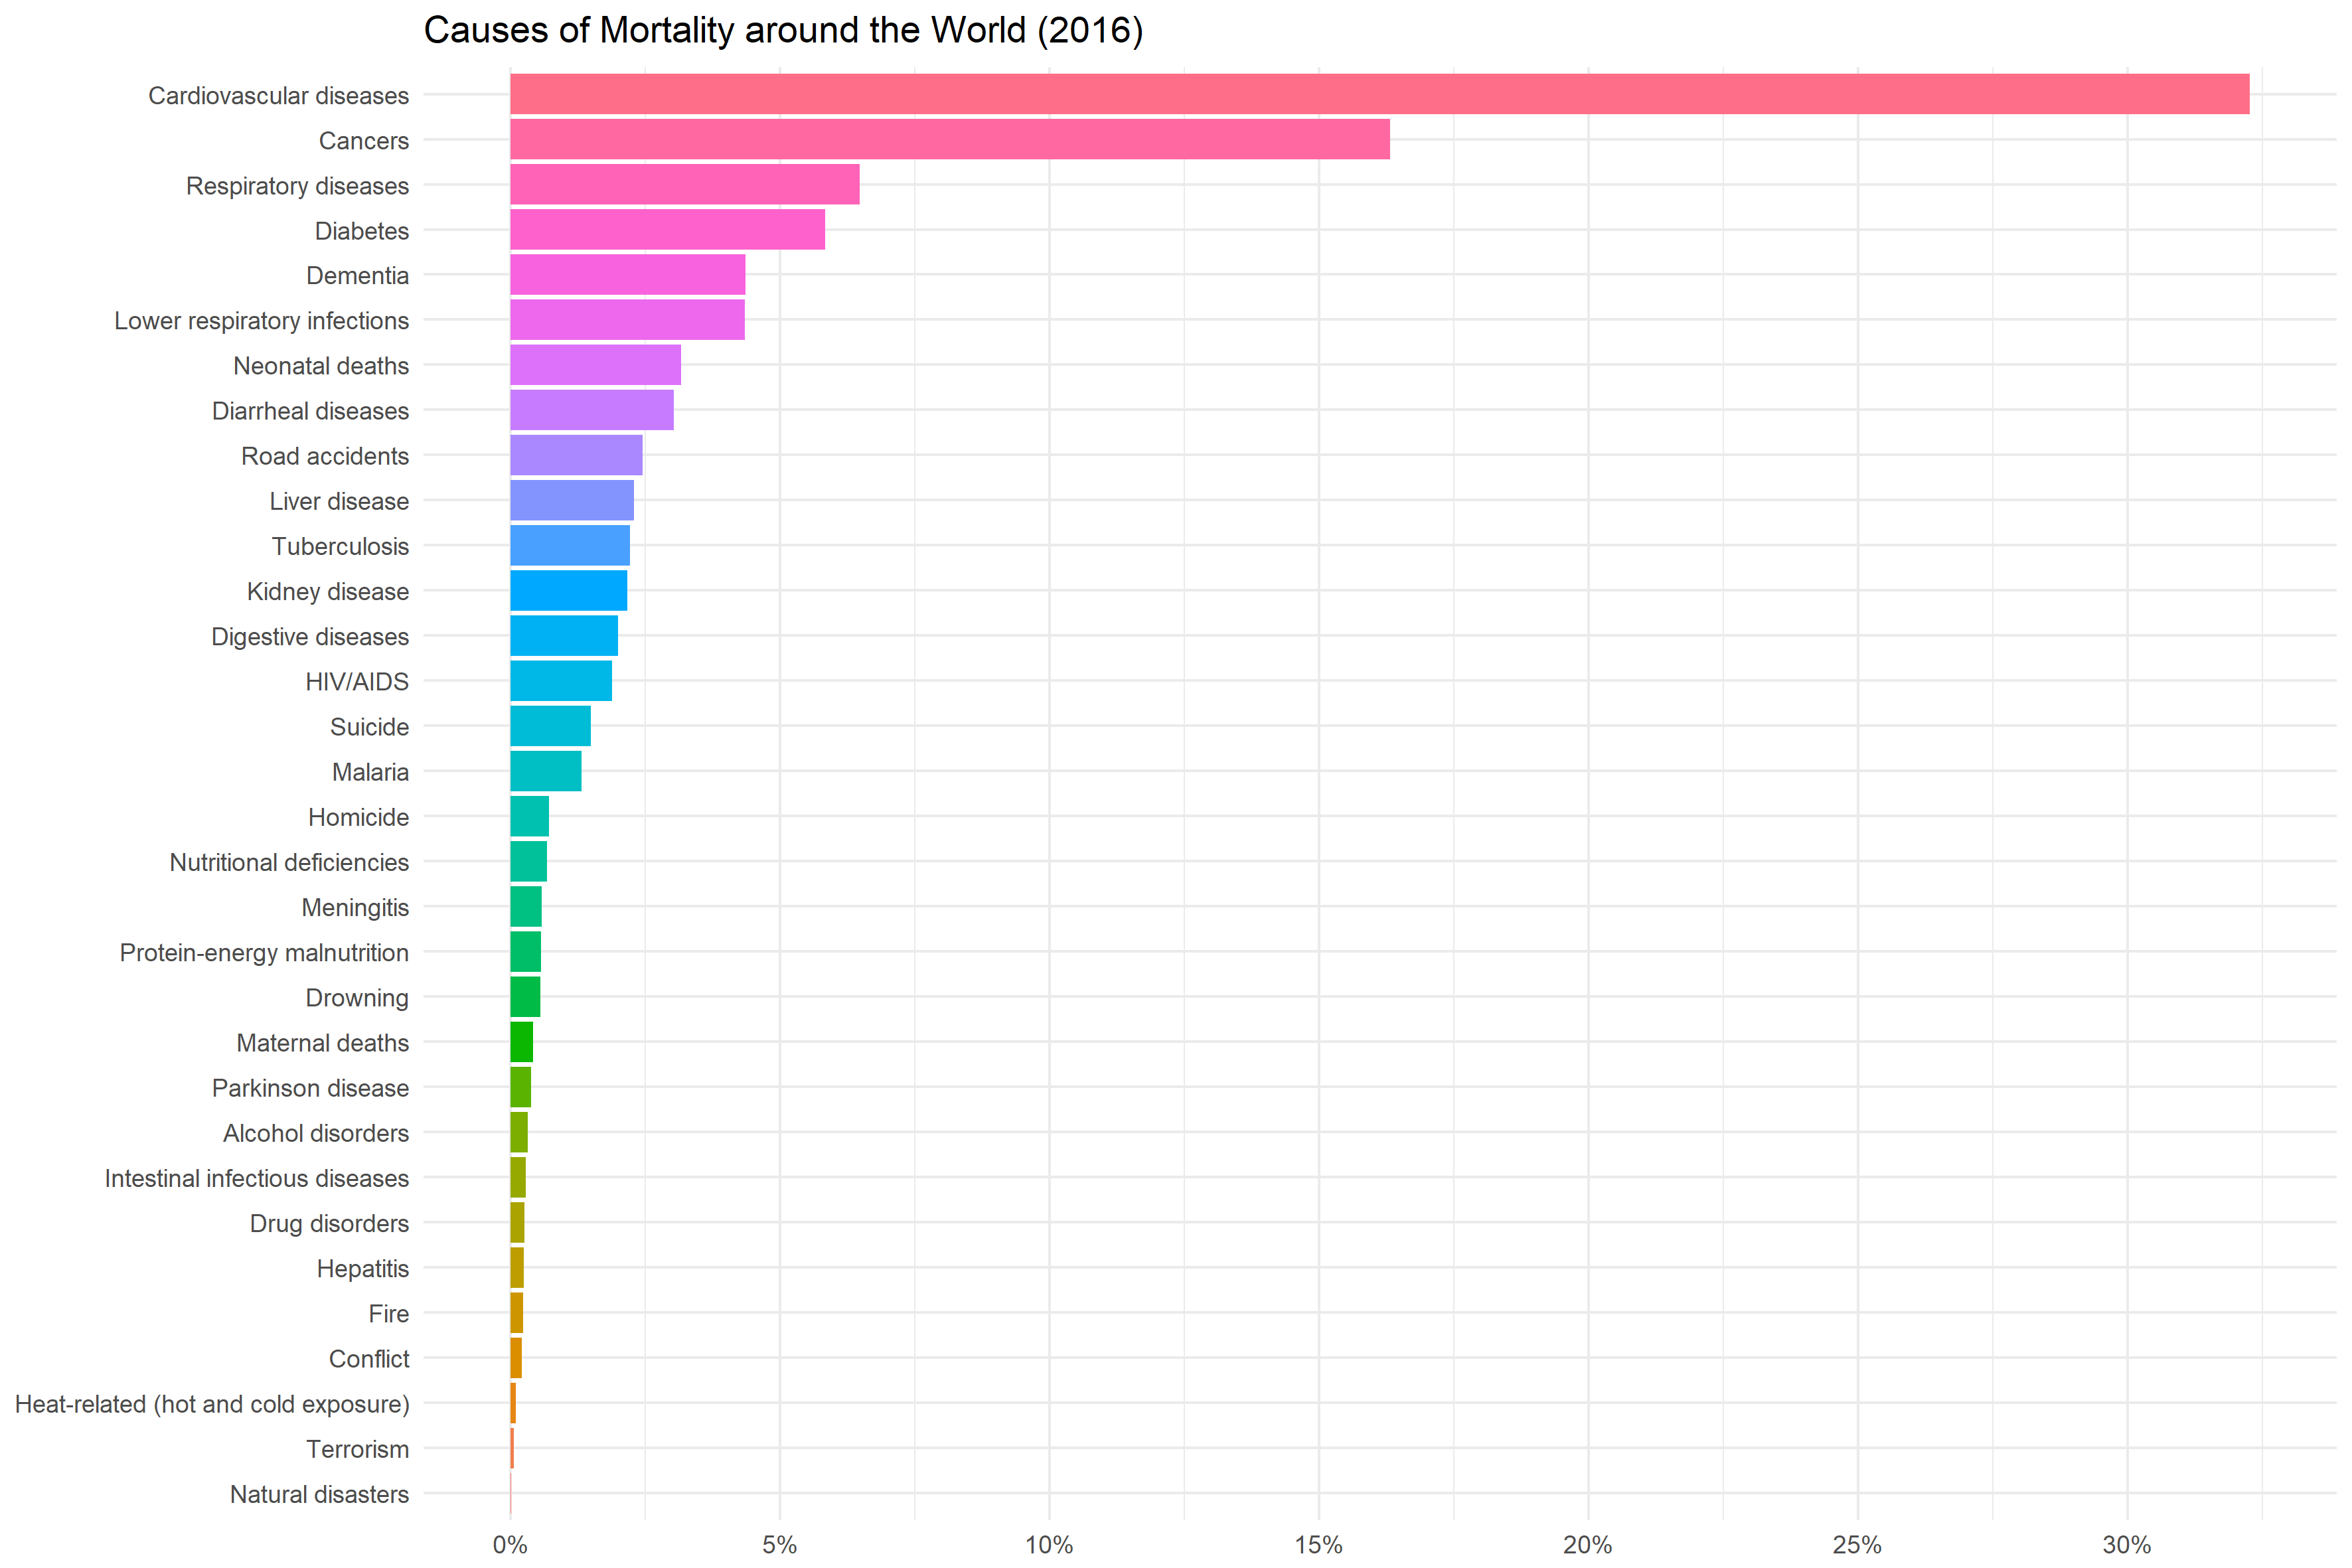 Causes of Mortality around the World (2016)
Cardiovascular diseases
Cancers
Respiratory diseases
Diabetes
Dementia
Lower respiratory infections
Neonatal deaths
Diarrheal diseases
Road accidents
Liver disease
Tuberculosis
Kidney disease
Digestive diseases
HIV/AIDS
Suicide
Malaria
Homicide
Nutritional deficiencies
Meningitis
Protein-energy malnutrition
Drowning
Maternal deaths
Parkinson disease
Alcohol disorders
Intestinal infectious diseases
Drug disorders
Hepatitis
Fire
Conflict
Heat-related (hot and cold exposure)
Terrorism
Natural disasters
0% 5% 10% 15% 20% 25% 30%